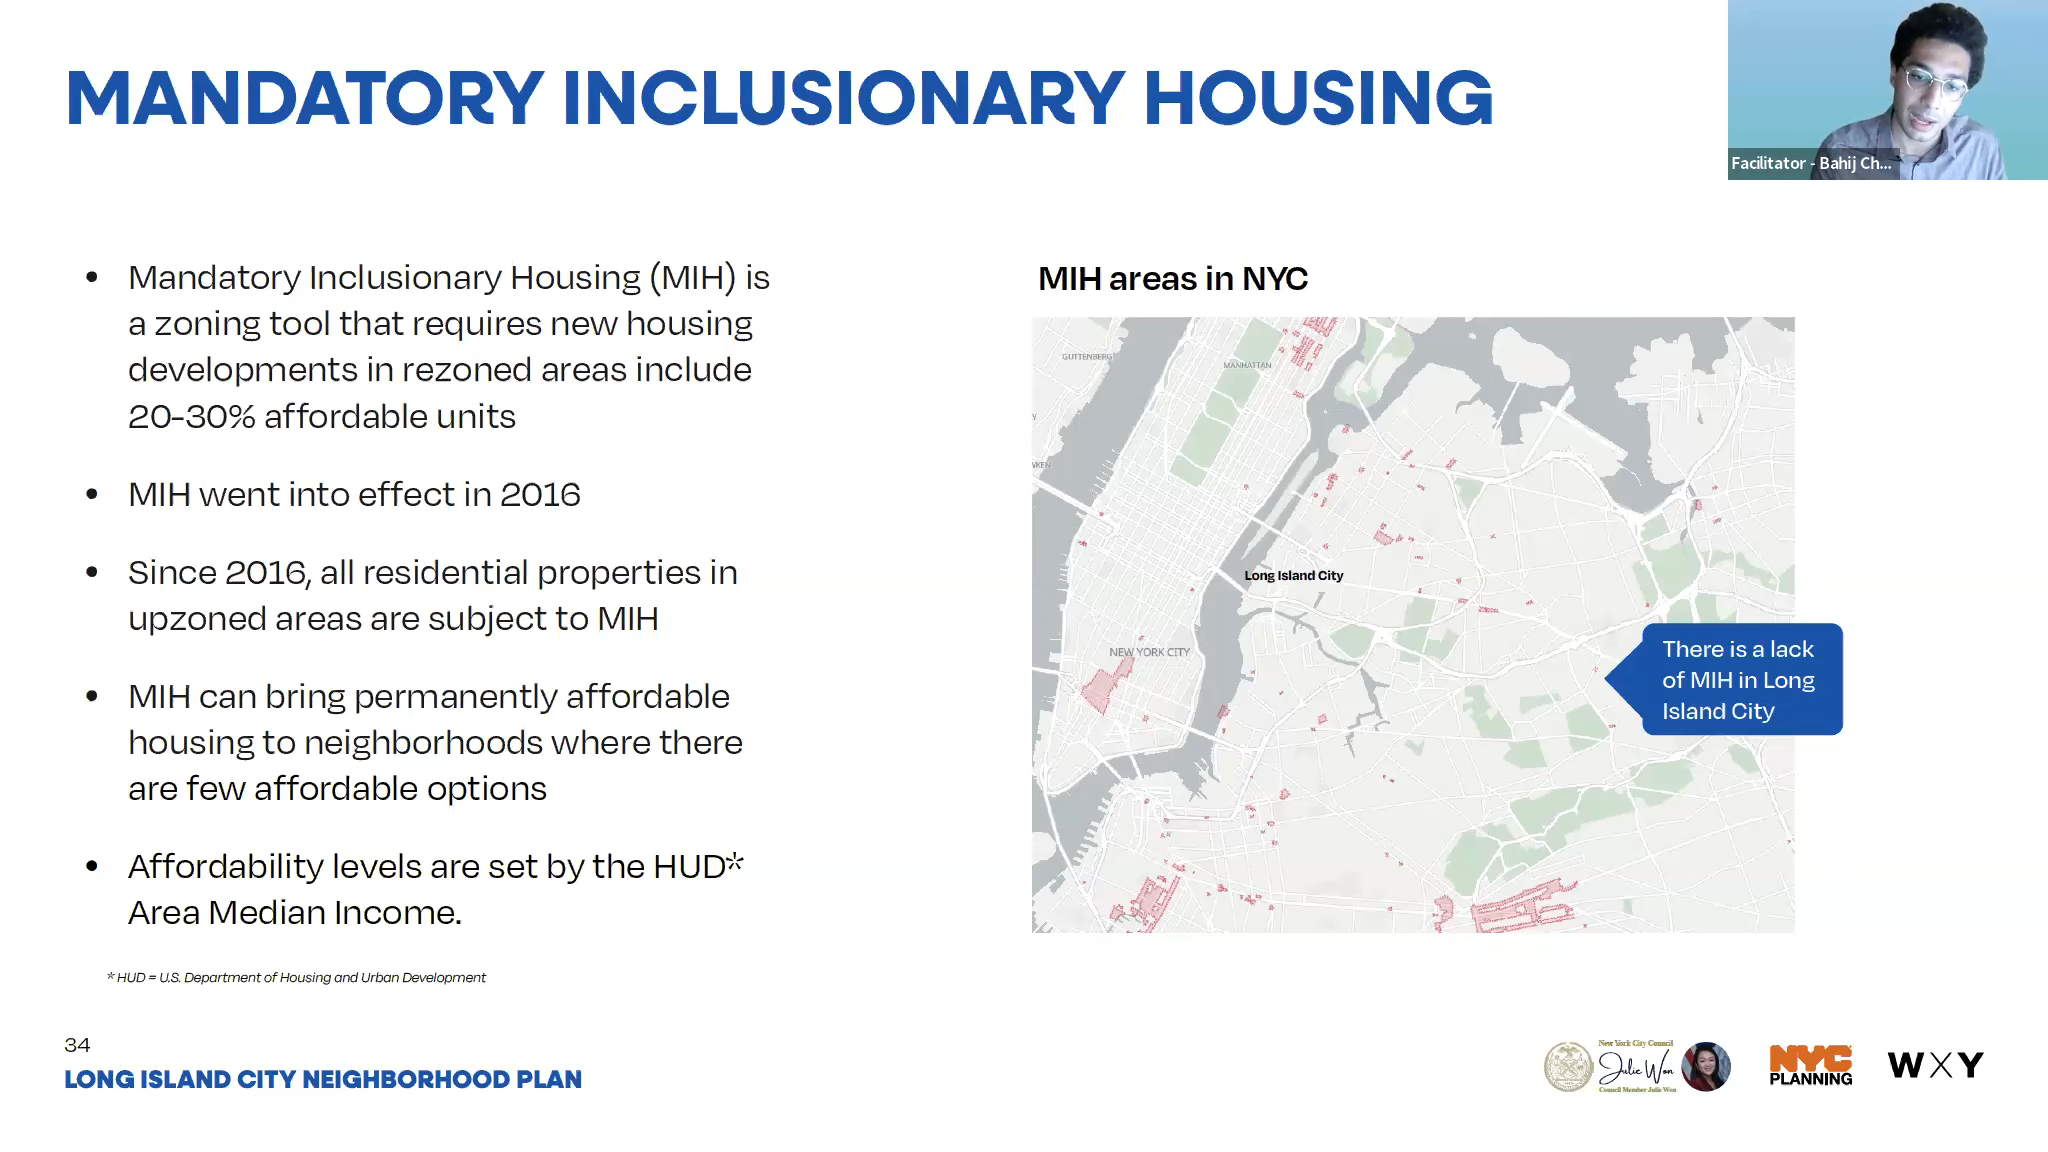 MANDATORY INCLUSIONARY HOUSING
Facilitator - Bahij Ch...
• Mandatory Inclusionary Housing (MIH) is
a zoning tool that requires new housing
developments in rezoned areas include
20-30% affordable units
• MIH went into effect in 2016
• Since 2016, all residential properties in
upzoned areas are subject to MIH
• MIH can bring permanently affordable
housing to neighborhoods where there
are few affordable options
• Affordability levels are set by the HUD*
Area Median Income.
* HUD = U.S. Department of Housing and Urban Development
MIH areas in NYC
GUTTENBERG
MANHATTAN
Long Island City
NEW YORK CITY
There is a lack
of MIH in Long
Island City
34
LONG ISLAND CITY NEIGHBORHOOD PLAN
New York City Council
Julie Won
Council Member Julie Won
NYC
PLANNING
WXY